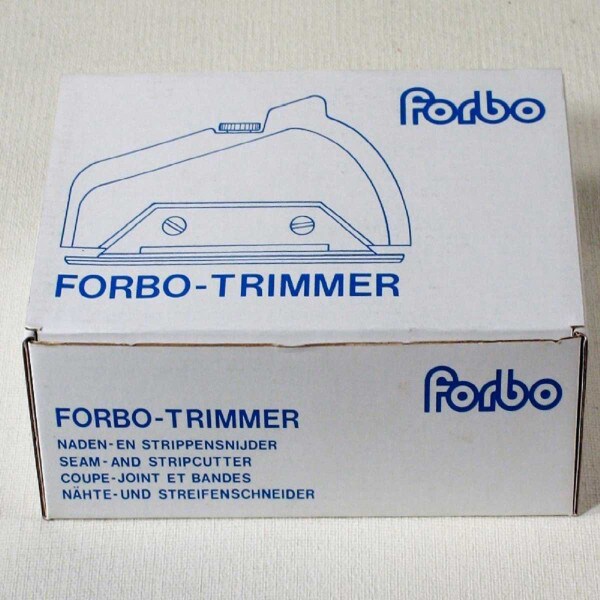 Forbo
FORBO-TRIMMER
Forbo
FORBO-TRIMMER
NADEN-EN STRIPPENSNIJDER
SEAM-AND STRIPCUTTER
COUPE-JOINT ET BANDES
NÄHTE-UND STREIFENSCHNEIDER